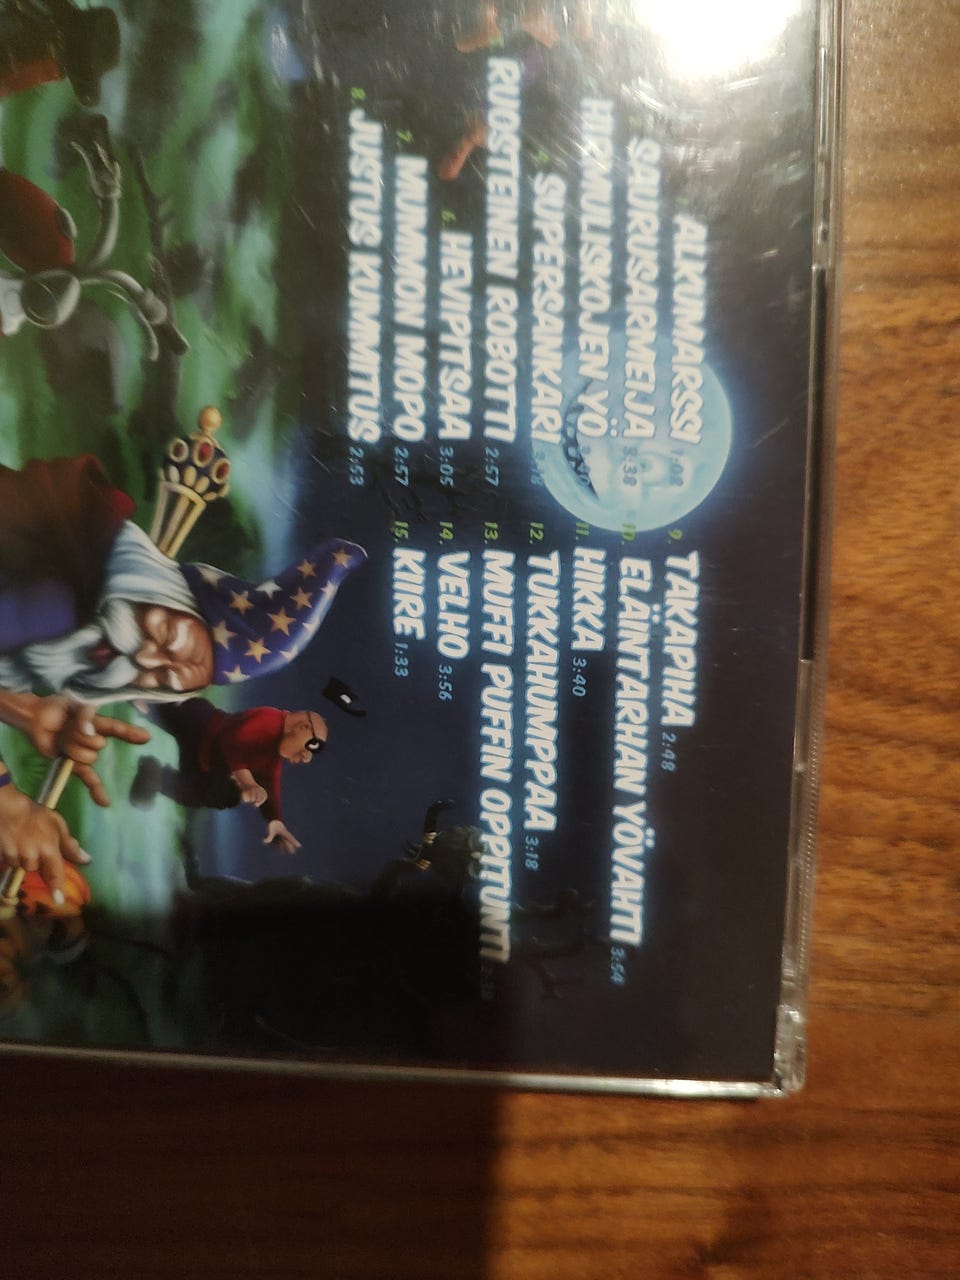 1. ALKUMARSSI 1:08
2. SAURUSARMEIJA 3:38
HIRMULISKOJEN YÖ
4. SUPERSANKARI
RUOSTEINEN ROBOTTI 2:57
6. HEVIPITSAA 3:05
7. MUMMON MOPO 2:57
8. JUSTUS KUMMITUS 2:53
9. TAKAPIHA 2:48
10. ELÄINTARHAN YÖVAHTI 3:54
11. HIKKA 3:40
12. TUKKAHUMPPAA 3:18
13. MUFFI PUFFIN OPPITUNTI
14. VELHO 3:56
15. KIIRE 1:33